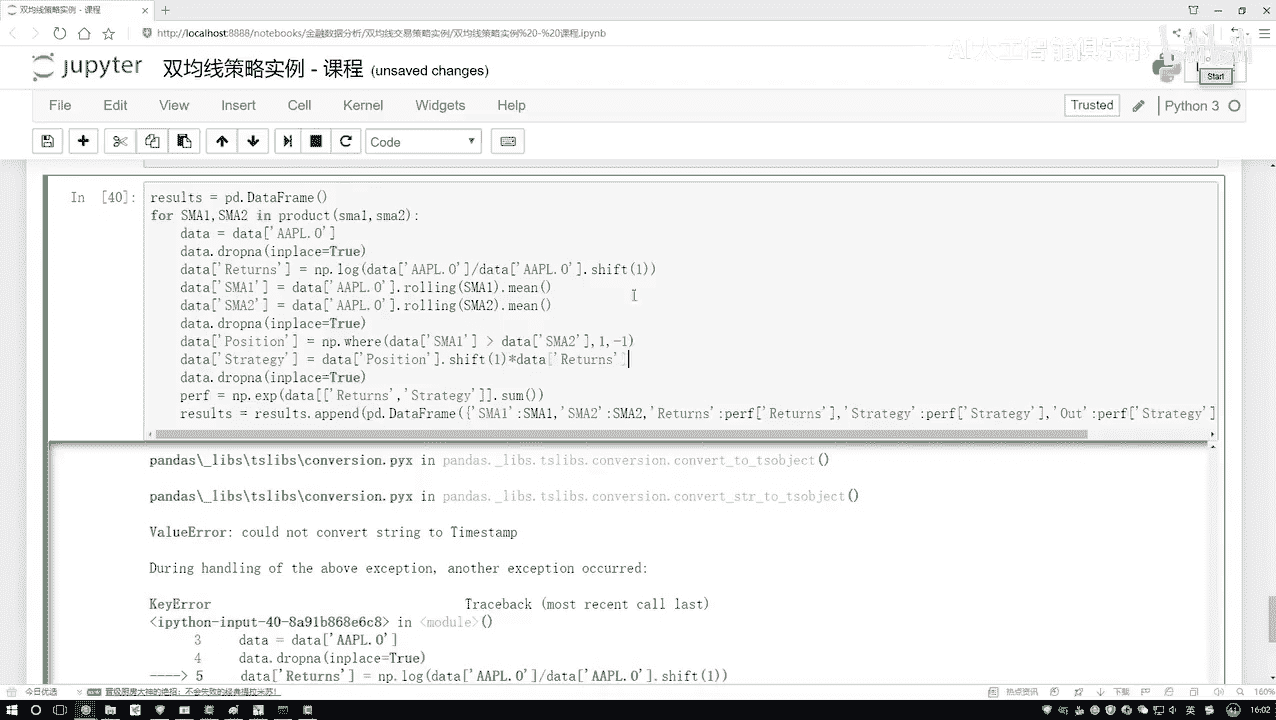 双均线策略实例 - 课程
http://localhost:8888/notebooks/金融数据分析/双均线交易策略实例/双均线策略实例%20-%20课程.ipynb
jupyter 双均线策略实例 - 课程 (unsaved changes)
Start
File Edit View Insert Cell Kernel Widgets Help
Trusted Python 3
Code
In [40]:
results = pd.DataFrame()
for SMA1,SMA2 in product(sma1,sma2):
data = data['AAPL.O']
data.dropna(inplace=True)
data['Returns'] = np.log(data['AAPL.O']/data['AAPL.O'].shift(1))
data['SMA1'] = data['AAPL.O'].rolling(SMA1).mean()
data['SMA2'] = data['AAPL.O'].rolling(SMA2).mean()
data.dropna(inplace=True)
data['Position'] = np.where(data['SMA1'] > data['SMA2'],1,-1)
data['Strategy'] = data['Position'].shift(1)*data['Returns']
data.dropna(inplace=True)
perf = np.exp(data[['Returns','Strategy']].sum())
results = results.append(pd.DataFrame({'SMA1':SMA1,'SMA2':SMA2,'Returns':perf['Returns'],'Strategy':perf['Strategy'],'Out':perf['Strategy']
pandas\_libs\tslibs\conversion.pyx in pandas._libs.tslibs.conversion.convert_to_tsobject()
pandas\_libs\tslibs\conversion.pyx in pandas._libs.tslibs.conversion.convert_str_to_tsobject()
ValueError: could not convert string to Timestamp
During handling of the above exception, another exception occurred:
KeyError Traceback (most recent call last)
<ipython-input-40-8a91b868e6c8> in <module>()
3 data = data['AAPL.O']
4 data.dropna(inplace=True)
----> 5 data['Returns'] = np.log(data['AAPL.O']/data['AAPL.O'].shift(1))
今日优选
热点资讯 下载 160%
英 16:02